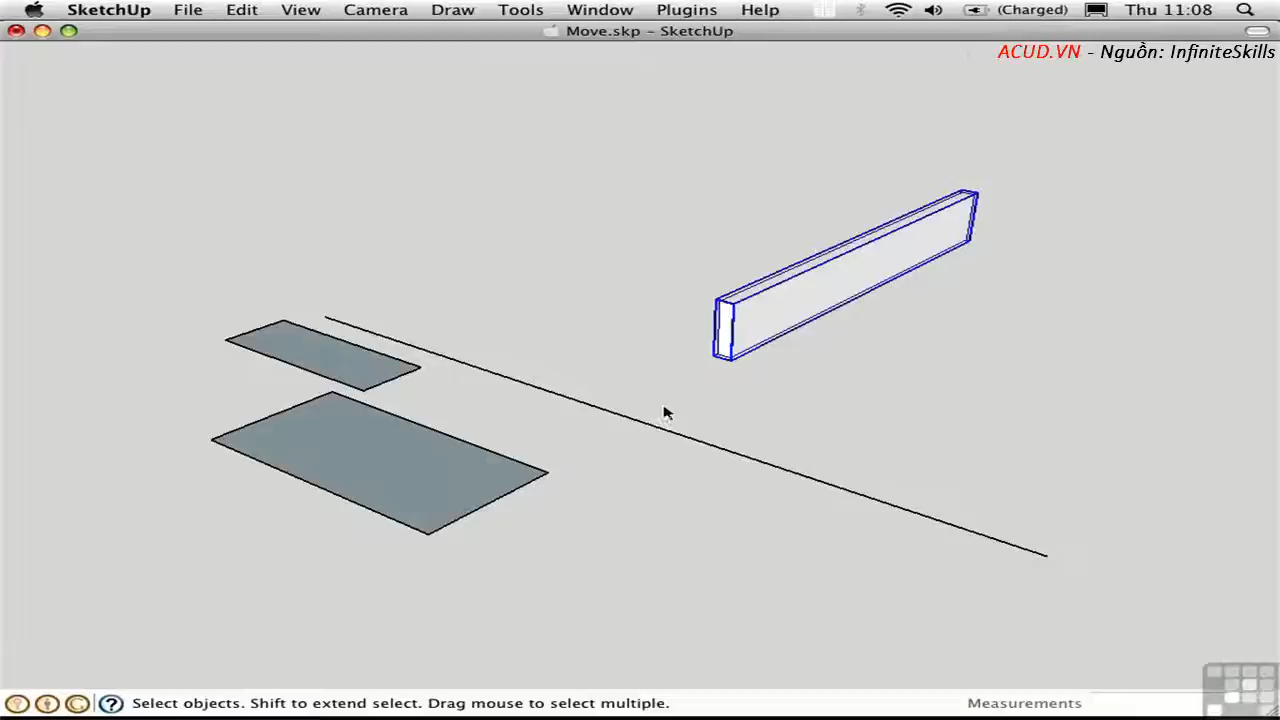 SketchUp File Edit View Camera Draw Tools Window Plugins Help (Charged) Thu 11:08
Move.skp – SketchUp
ACUD.VN - Nguồn: InfiniteSkills
Select objects. Shift to extend select. Drag mouse to select multiple. Measurements